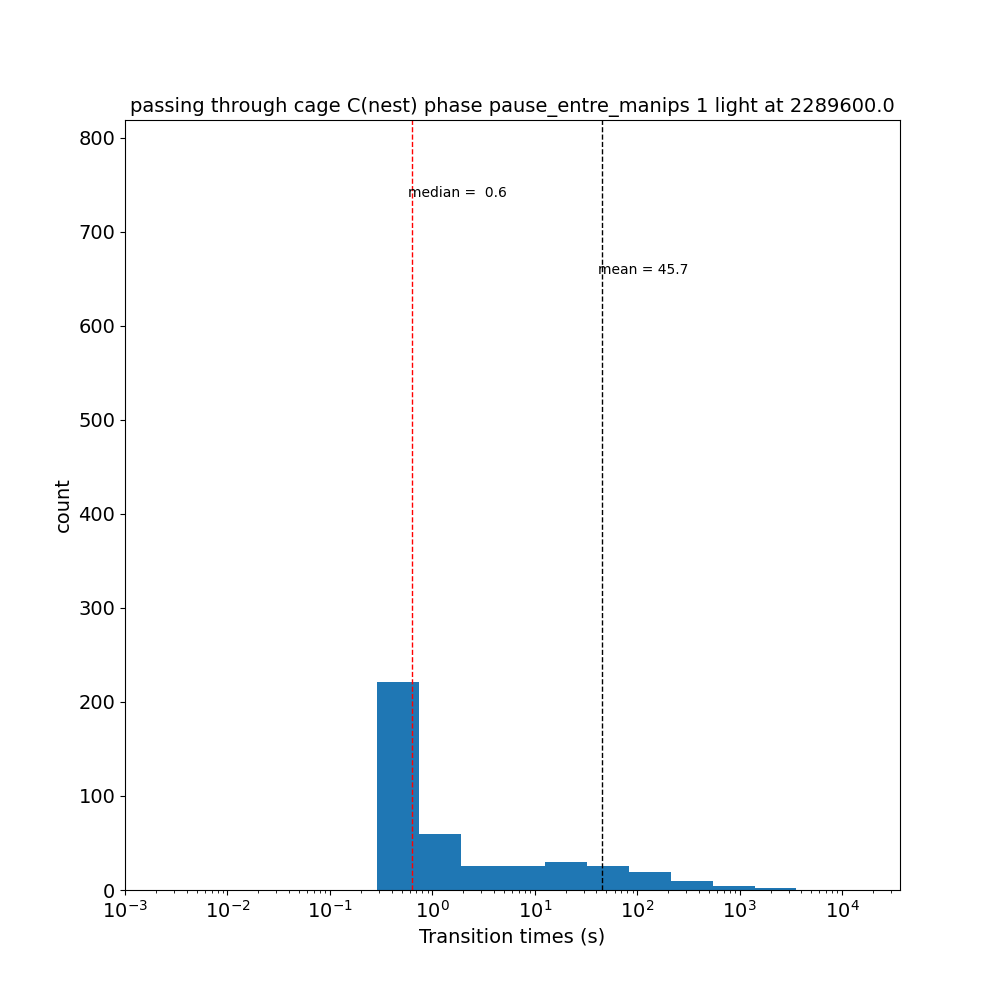 passing through cage C(nest) phase pause_entre_manips 1 light at 2289600.0
800
median =  0.6
700
mean = 45.7
600
500
400
count
300
200
100
0
10⁻³ 10⁻² 10⁻¹ 10⁰ 10¹ 10² 10³ 10⁴
Transition times (s)